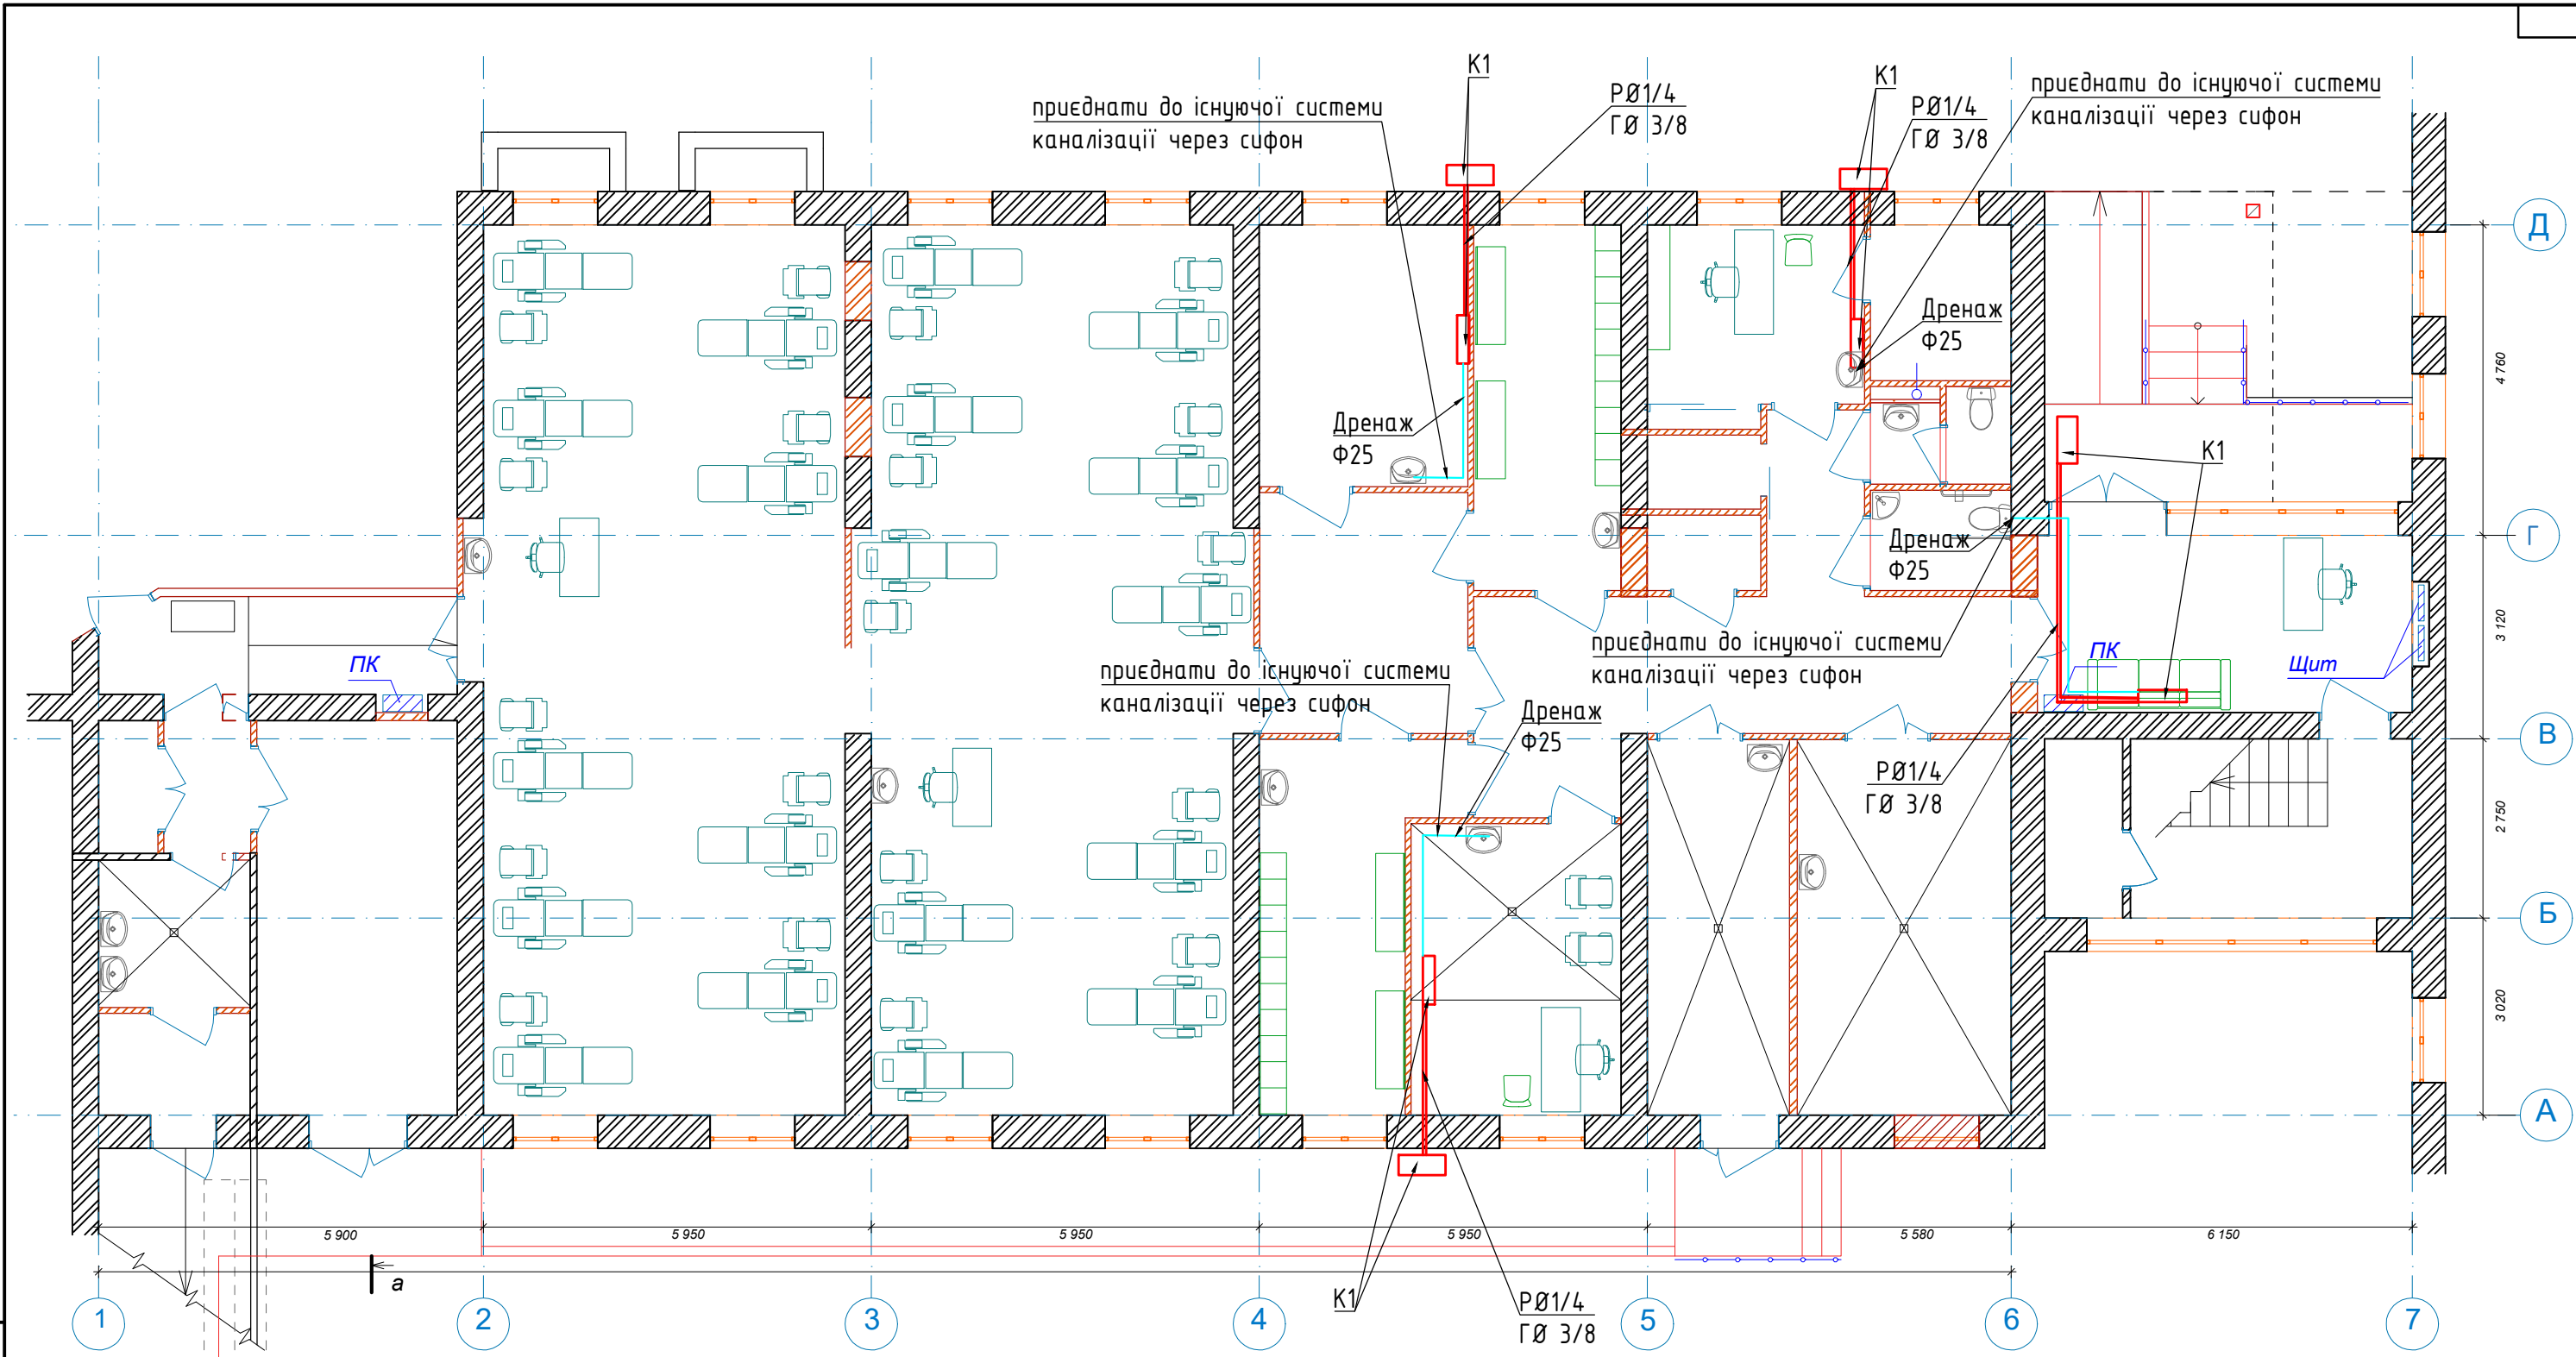 К1
К1
приєднати до існуючої системи
каналізації через сифон
РØ1/4
ГØ 3/8
РØ1/4
ГØ 3/8
приєднати до існуючої системи
каналізації через сифон
Д
Дренаж
Ф25
4 760
Дренаж
Ф25
К1
Г
Дренаж
Ф25
3 120
приєднати до існуючої системи
каналізації через сифон
ПК
ПК
Щит
приєднати до існуючої системи
каналізації через сифон
Дренаж
Ф25
В
РØ1/4
ГØ 3/8
2 750
Б
3 020
А
5 900
5 950
5 950
5 950
5 580
6 150
а
К1
РØ1/4
ГØ 3/8
1
2
3
4
5
6
7